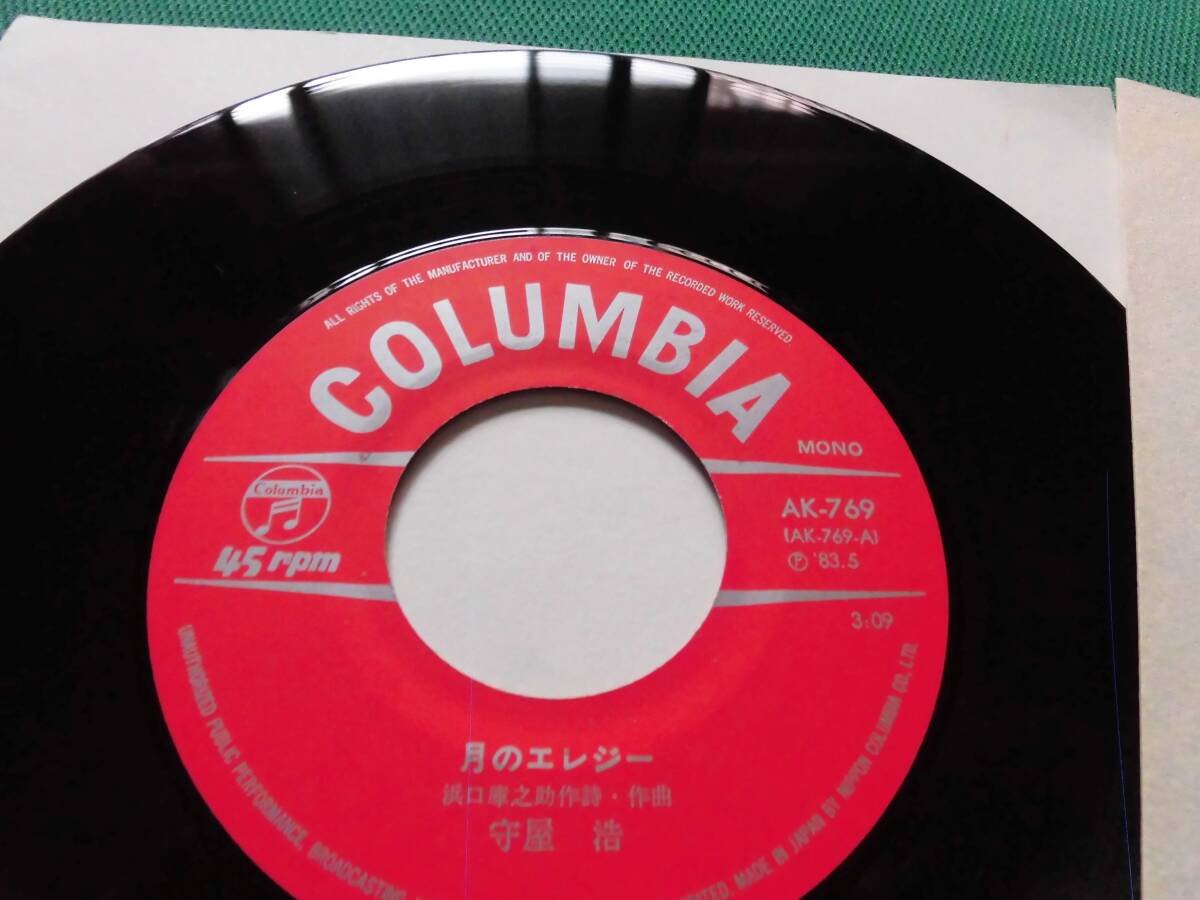 ALL RIGHTS OF THE MANUFACTURER AND OF THE OWNER OF THE RECORDED WORK RESERVED
COLUMBIA
MONO
Columbia
45 rpm
AK-769
(AK-769-A)
Ⓟ '83.5
3:09
月のエレジー
浜口庫之助作詩・作曲
守屋 浩
UNAUTHORISED PUBLIC PERFORMANCE, BROADCASTING
MADE IN JAPAN BY NIPPON COLUMBIA CO., LTD.